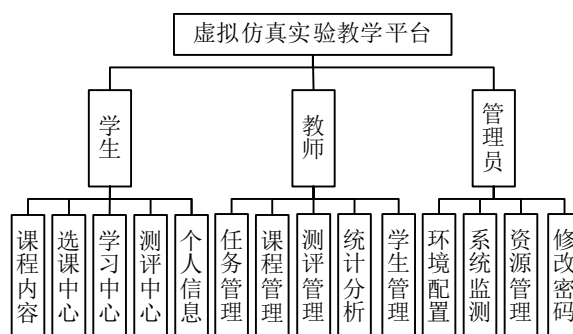 虚拟仿真实验教学平台
学生
教师
管理员
课程内容
选课中心
学习中心
测评中心
个人信息
任务管理
课程管理
测评管理
统计分析
学生管理
环境配置
系统监测
资源管理
修改密码